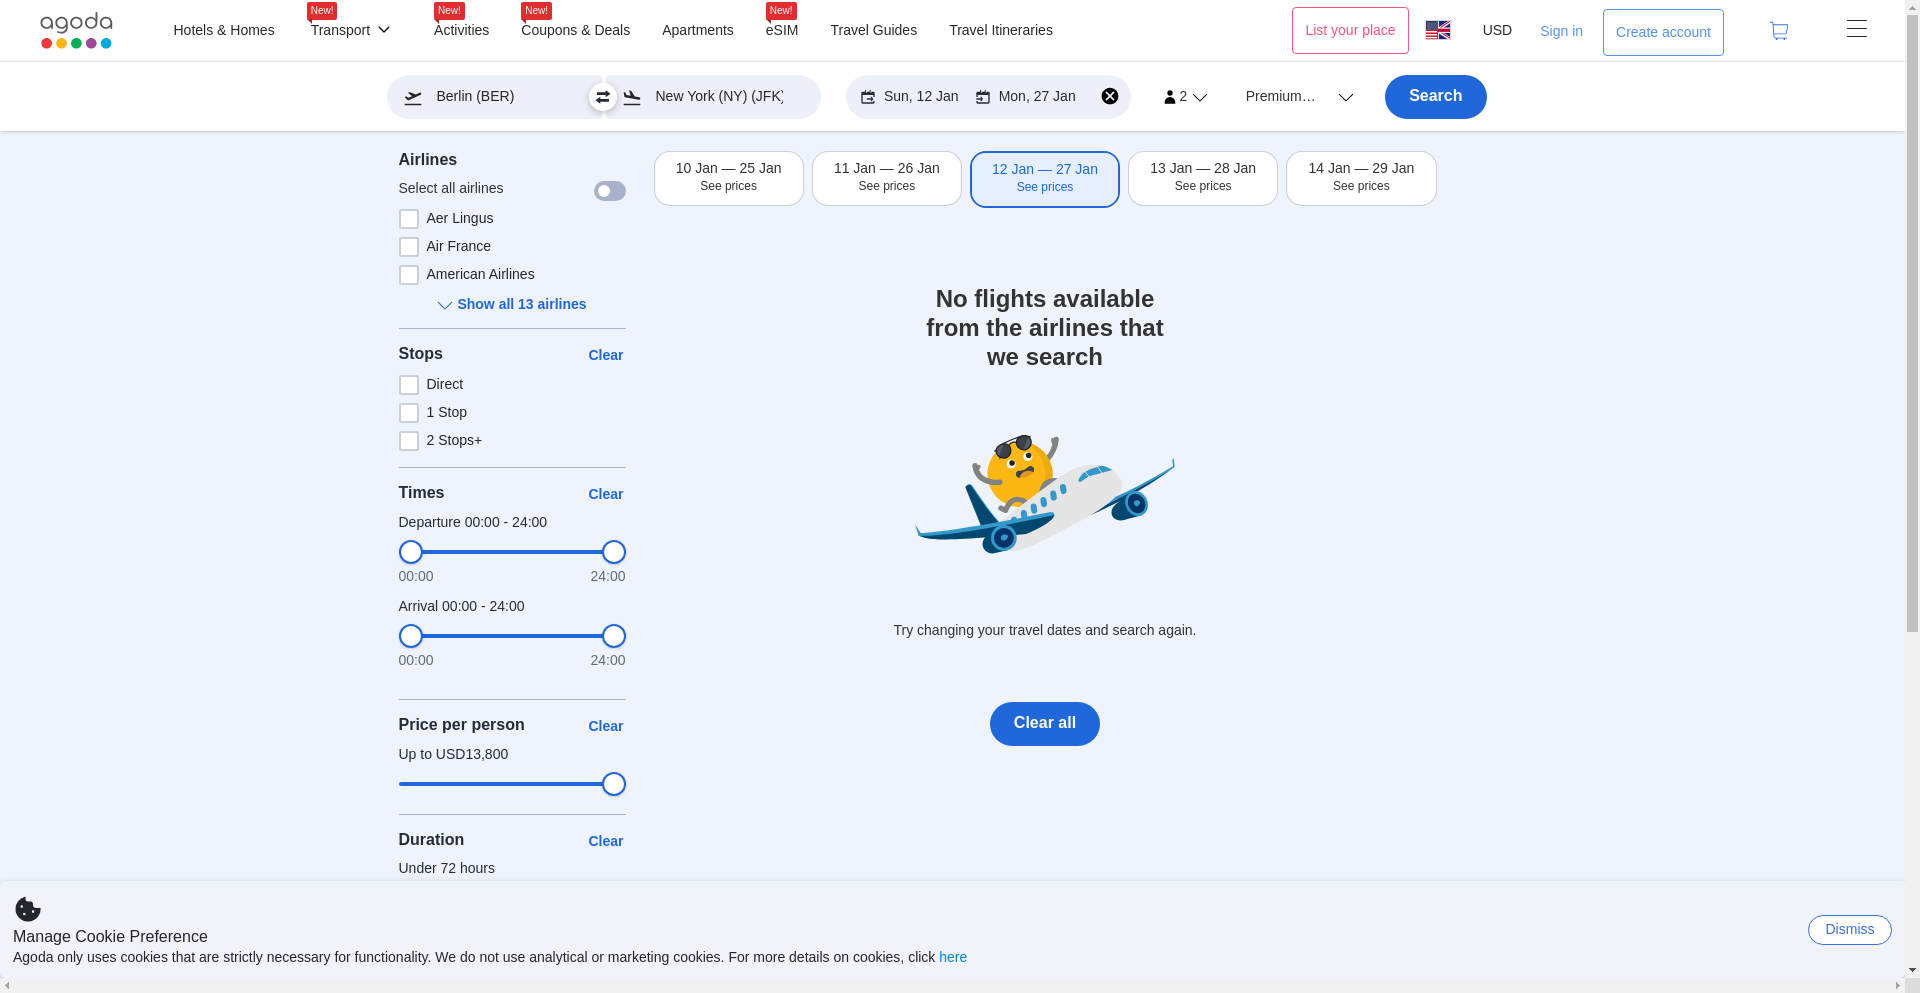 agoda
Hotels & Homes
New!
Transport
New!
Activities
New!
Coupons & Deals
Apartments
New!
eSIM
Travel Guides
Travel Itineraries
List your place
USD
Sign in
Create account
Berlin (BER)
New York (NY) (JFK)
Sun, 12 Jan
Mon, 27 Jan
2
Premium...
Search
Airlines
Select all airlines
Aer Lingus
Air France
American Airlines
Show all 13 airlines
Stops
Clear
Direct
1 Stop
2 Stops+
Times
Clear
Departure 00:00 - 24:00
00:00
24:00
Arrival 00:00 - 24:00
00:00
24:00
Price per person
Clear
Up to USD13,800
Duration
Clear
Under 72 hours
10 Jan — 25 Jan
See prices
11 Jan — 26 Jan
See prices
12 Jan — 27 Jan
See prices
13 Jan — 28 Jan
See prices
14 Jan — 29 Jan
See prices
No flights available
from the airlines that
we search
Try changing your travel dates and search again.
Clear all
Manage Cookie Preference
Agoda only uses cookies that are strictly necessary for functionality. We do not use analytical or marketing cookies. For more details on cookies, click here
Dismiss